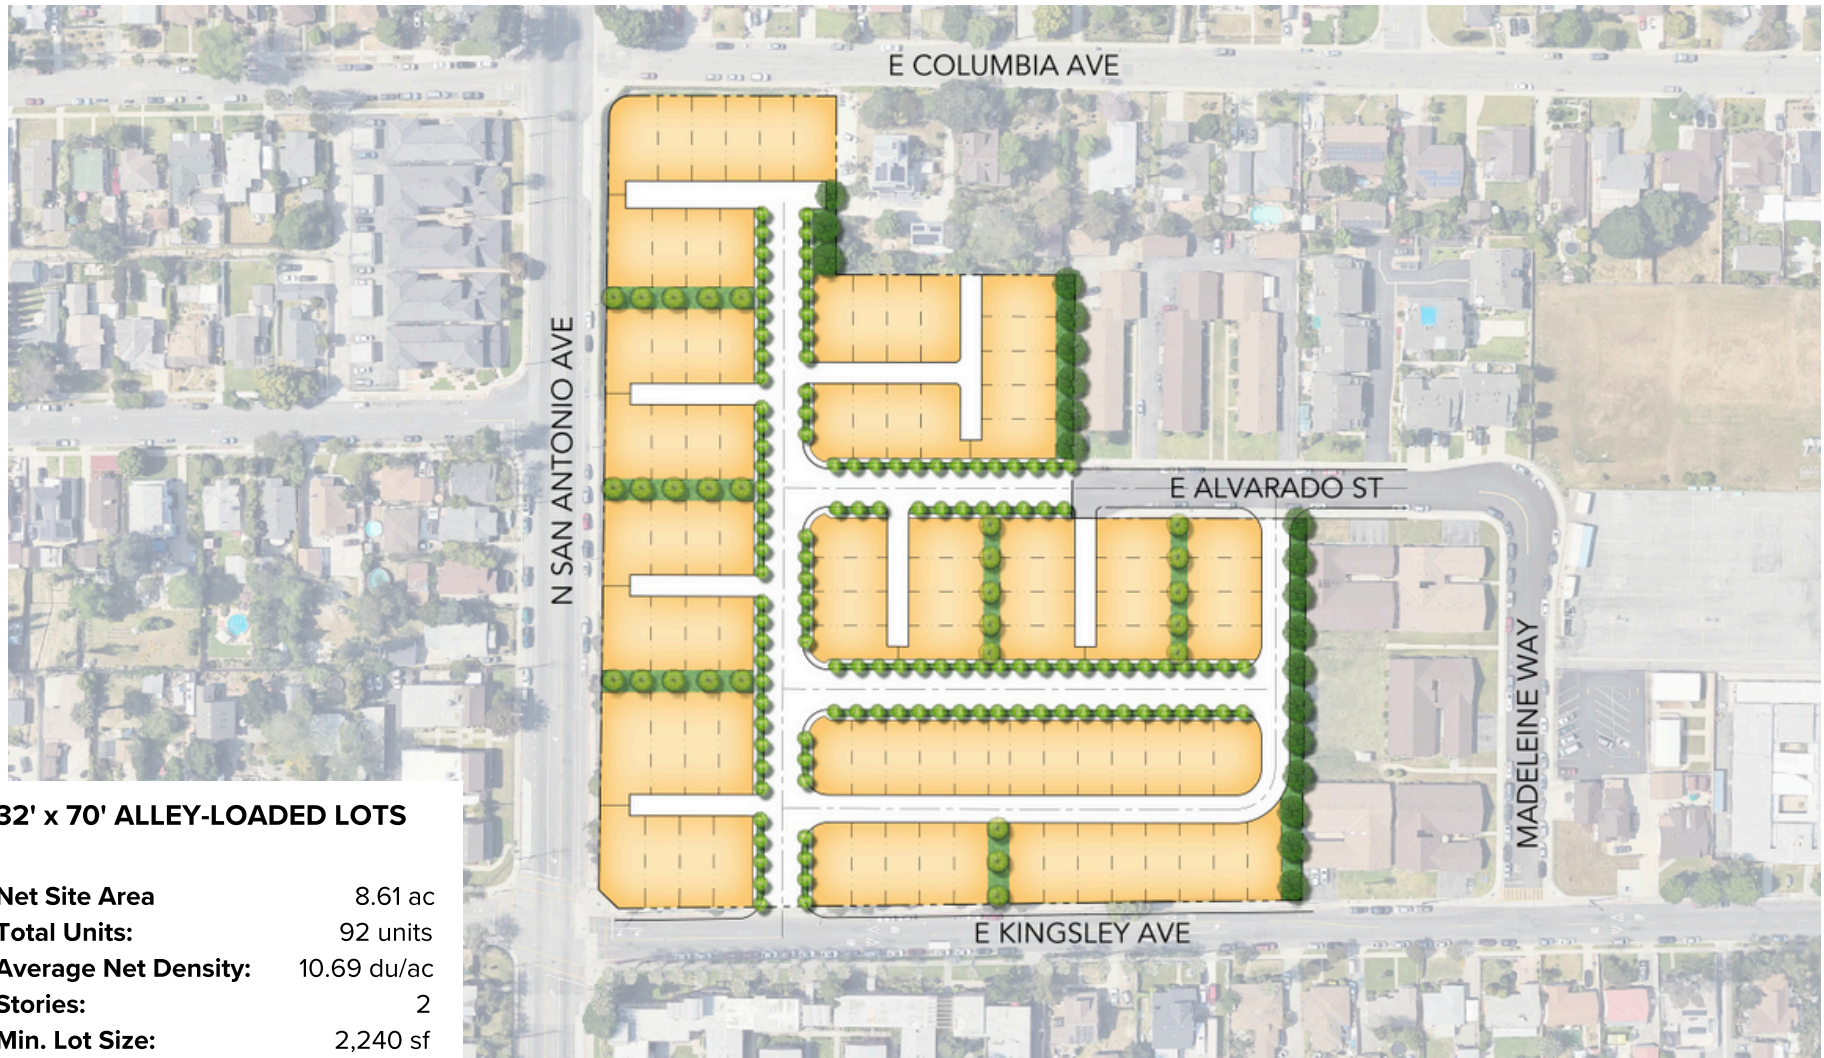 E COLUMBIA AVE
N SAN ANTONIO AVE
E ALVARADO ST
MADELEINE WAY
E KINGSLEY AVE
32' x 70' ALLEY-LOADED LOTS
Net Site Area 8.61 ac
Total Units: 92 units
Average Net Density: 10.69 du/ac
Stories: 2
Min. Lot Size: 2,240 sf